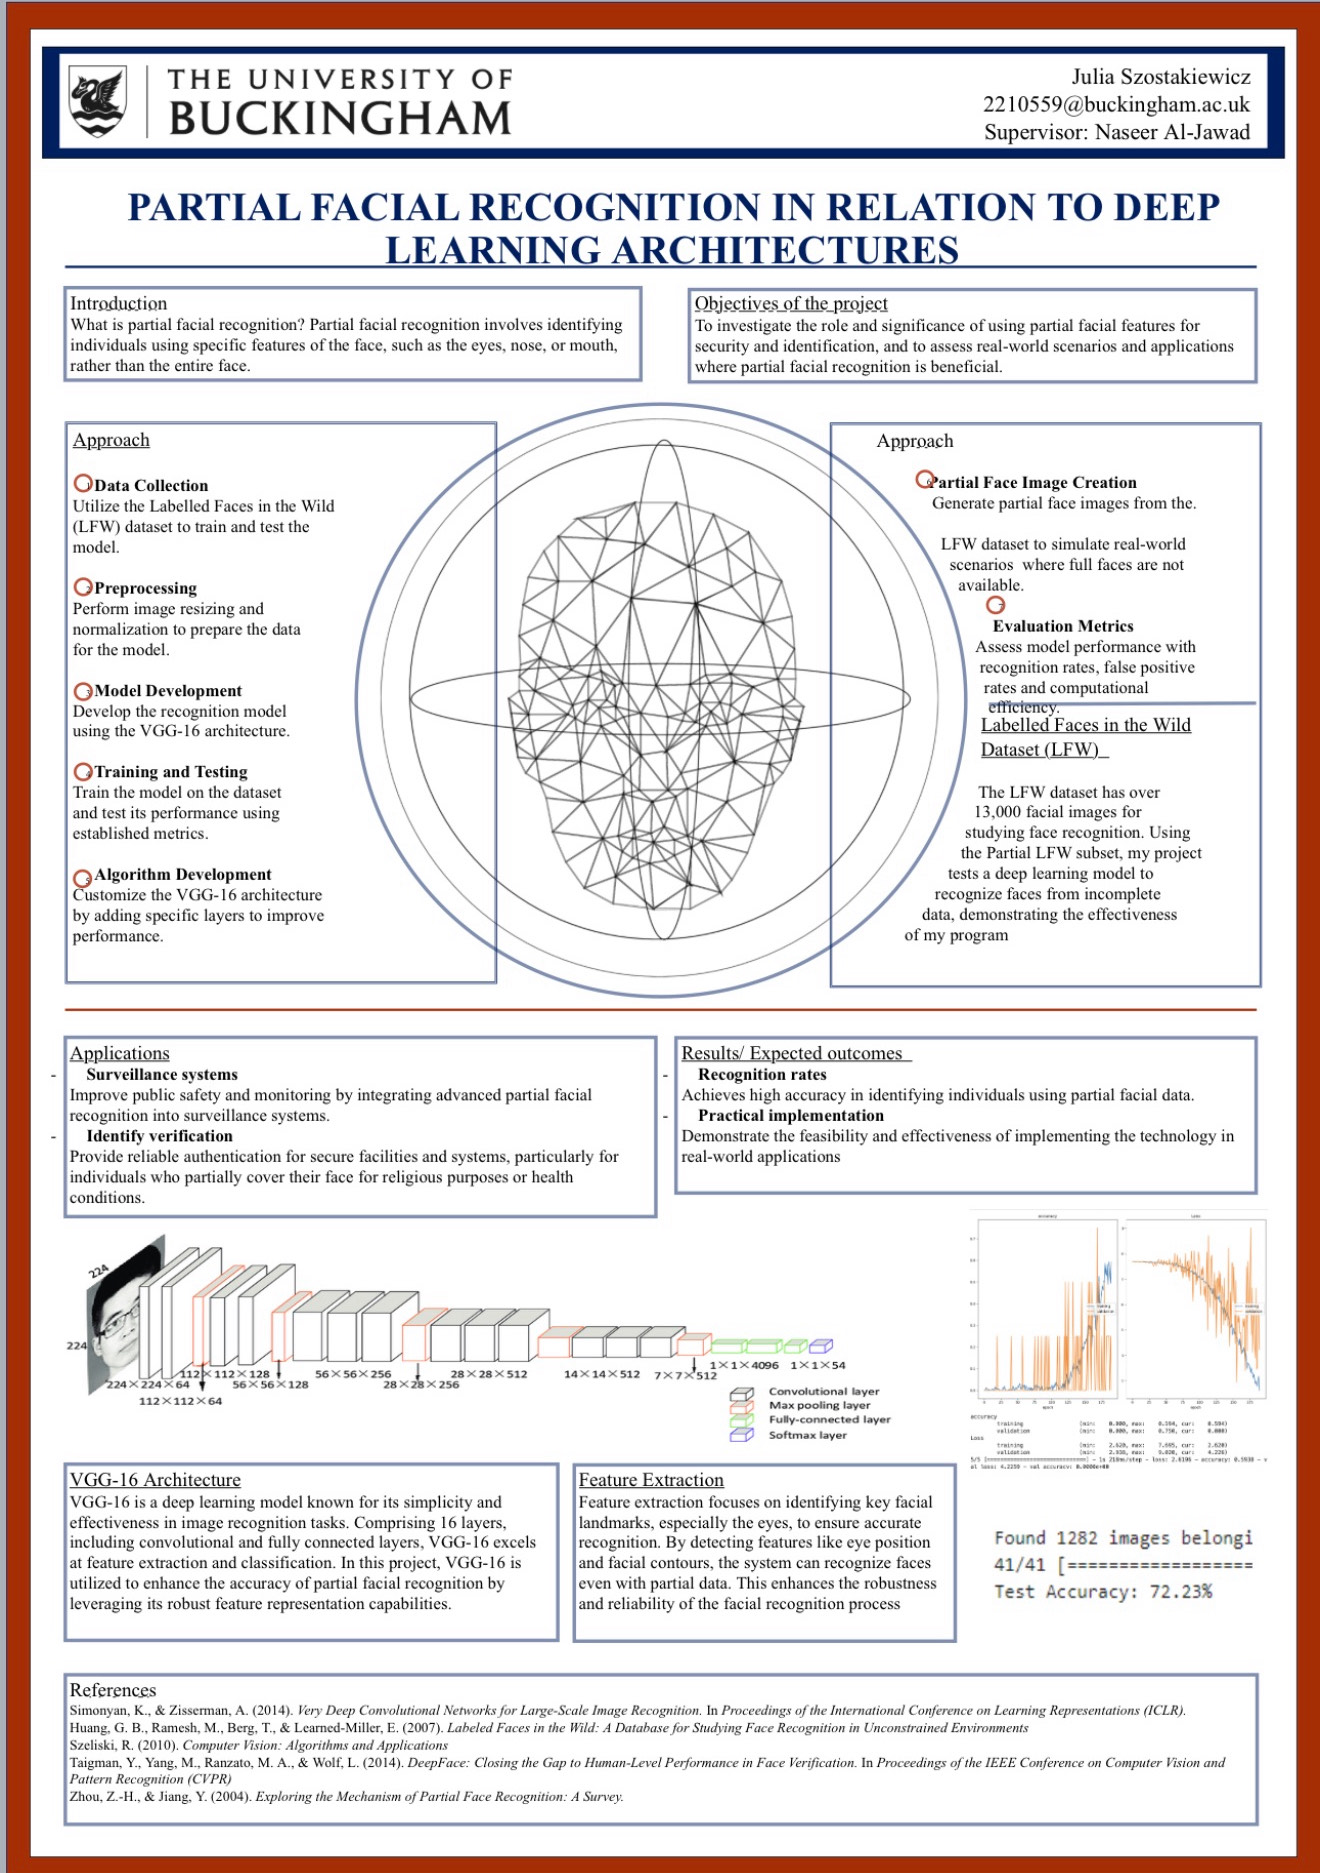 THE UNIVERSITY OF
BUCKINGHAM
Julia Szostakiewicz
2210559@buckingham.ac.uk
Supervisor: Naseer Al-Jawad
PARTIAL FACIAL RECOGNITION IN RELATION TO DEEP
LEARNING ARCHITECTURES
Introduction
What is partial facial recognition? Partial facial recognition involves identifying
individuals using specific features of the face, such as the eyes, nose, or mouth,
rather than the entire face.
Objectives of the project
To investigate the role and significance of using partial facial features for
security and identification, and to assess real-world scenarios and applications
where partial facial recognition is beneficial.
Approach
Data Collection
Utilize the Labelled Faces in the Wild
(LFW) dataset to train and test the
model.
Preprocessing
Perform image resizing and
normalization to prepare the data
for the model.
Model Development
Develop the recognition model
using the VGG-16 architecture.
Training and Testing
Train the model on the dataset
and test its performance using
established metrics.
Algorithm Development
Customize the VGG-16 architecture
by adding specific layers to improve
performance.
Approach
Partial Face Image Creation
Generate partial face images from the.
LFW dataset to simulate real-world
scenarios where full faces are not
available.
Evaluation Metrics
Assess model performance with
recognition rates, false positive
rates and computational
efficiency.
Labelled Faces in the Wild
Dataset (LFW)
The LFW dataset has over
13,000 facial images for
studying face recognition. Using
the Partial LFW subset, my project
tests a deep learning model to
recognize faces from incomplete
data, demonstrating the effectiveness
of my program
Applications
- Surveillance systems
Improve public safety and monitoring by integrating advanced partial facial
recognition into surveillance systems.
- Identify verification
Provide reliable authentication for secure facilities and systems, particularly for
individuals who partially cover their face for religious purposes or health
conditions.
Results/ Expected outcomes
- Recognition rates
Achieves high accuracy in identifying individuals using partial facial data.
- Practical implementation
Demonstrate the feasibility and effectiveness of implementing the technology in
real-world applications
224
224
224×224×64
112×112×64
112×112×128
56×56×128
56×56×256
28×28×256
28×28×512
14×14×512
7×7×512
1×1×4096
1×1×54
Convolutional layer
Max pooling layer
Fully-connected layer
Softmax layer
accuracy
training
validation
Loss
training
validation
VGG-16 Architecture
VGG-16 is a deep learning model known for its simplicity and
effectiveness in image recognition tasks. Comprising 16 layers,
including convolutional and fully connected layers, VGG-16 excels
at feature extraction and classification. In this project, VGG-16 is
utilized to enhance the accuracy of partial facial recognition by
leveraging its robust feature representation capabilities.
Feature Extraction
Feature extraction focuses on identifying key facial
landmarks, especially the eyes, to ensure accurate
recognition. By detecting features like eye position
and facial contours, the system can recognize faces
even with partial data. This enhances the robustness
and reliability of the facial recognition process
Found 1282 images belongi
41/41 [==================
Test Accuracy: 72.23%
References
Simonyan, K., & Zisserman, A. (2014). Very Deep Convolutional Networks for Large-Scale Image Recognition. In Proceedings of the International Conference on Learning Representations (ICLR).
Huang, G. B., Ramesh, M., Berg, T., & Learned-Miller, E. (2007). Labeled Faces in the Wild: A Database for Studying Face Recognition in Unconstrained Environments
Szeliski, R. (2010). Computer Vision: Algorithms and Applications
Taigman, Y., Yang, M., Ranzato, M. A., & Wolf, L. (2014). DeepFace: Closing the Gap to Human-Level Performance in Face Verification. In Proceedings of the IEEE Conference on Computer Vision and
Pattern Recognition (CVPR)
Zhou, Z.-H., & Jiang, Y. (2004). Exploring the Mechanism of Partial Face Recognition: A Survey.